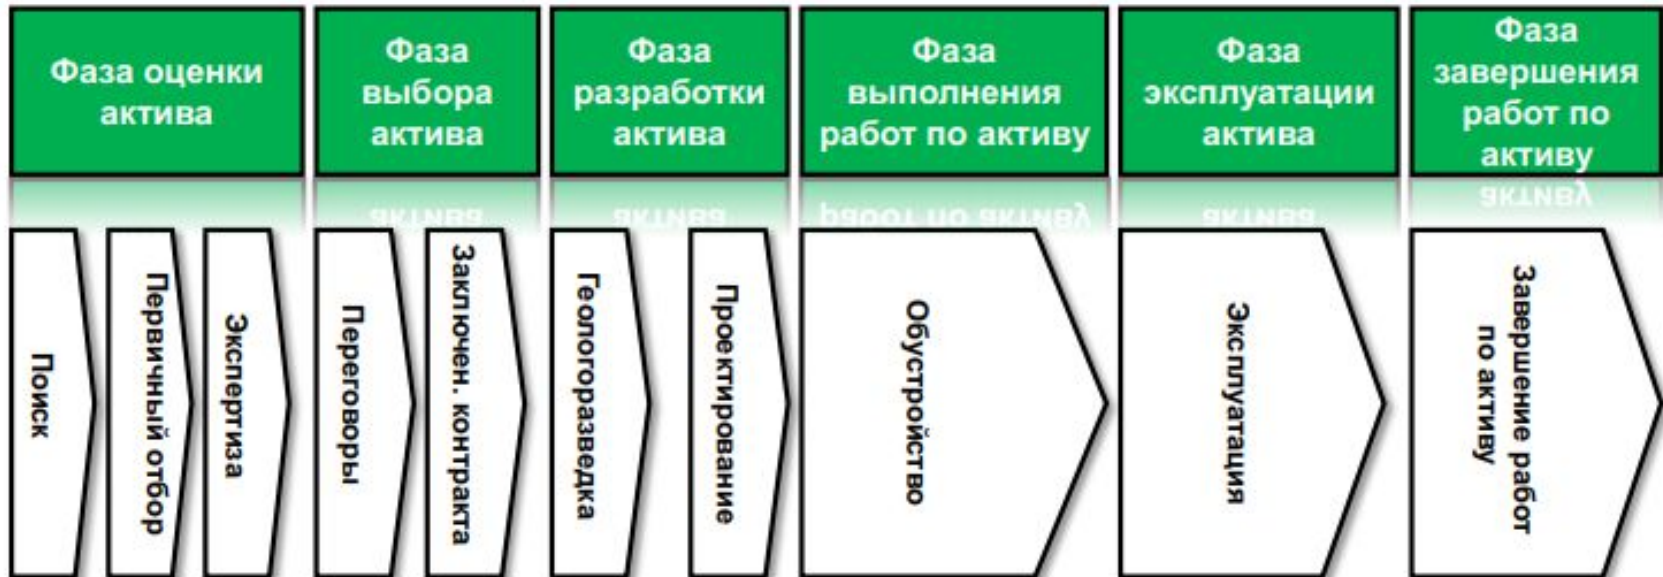 Фаза оценки
актива
Фаза
выбора
актива
Фаза
разработки
актива
Фаза
выполнения
работ по активу
Фаза
эксплуатации
актива
Фаза
завершения
работ по
активу
Поиск
Первичный отбор
Экспертиза
Переговоры
Заключен. контракта
Геологоразведка
Проектирование
Обустройство
Эксплуатация
Завершение работ
по активу